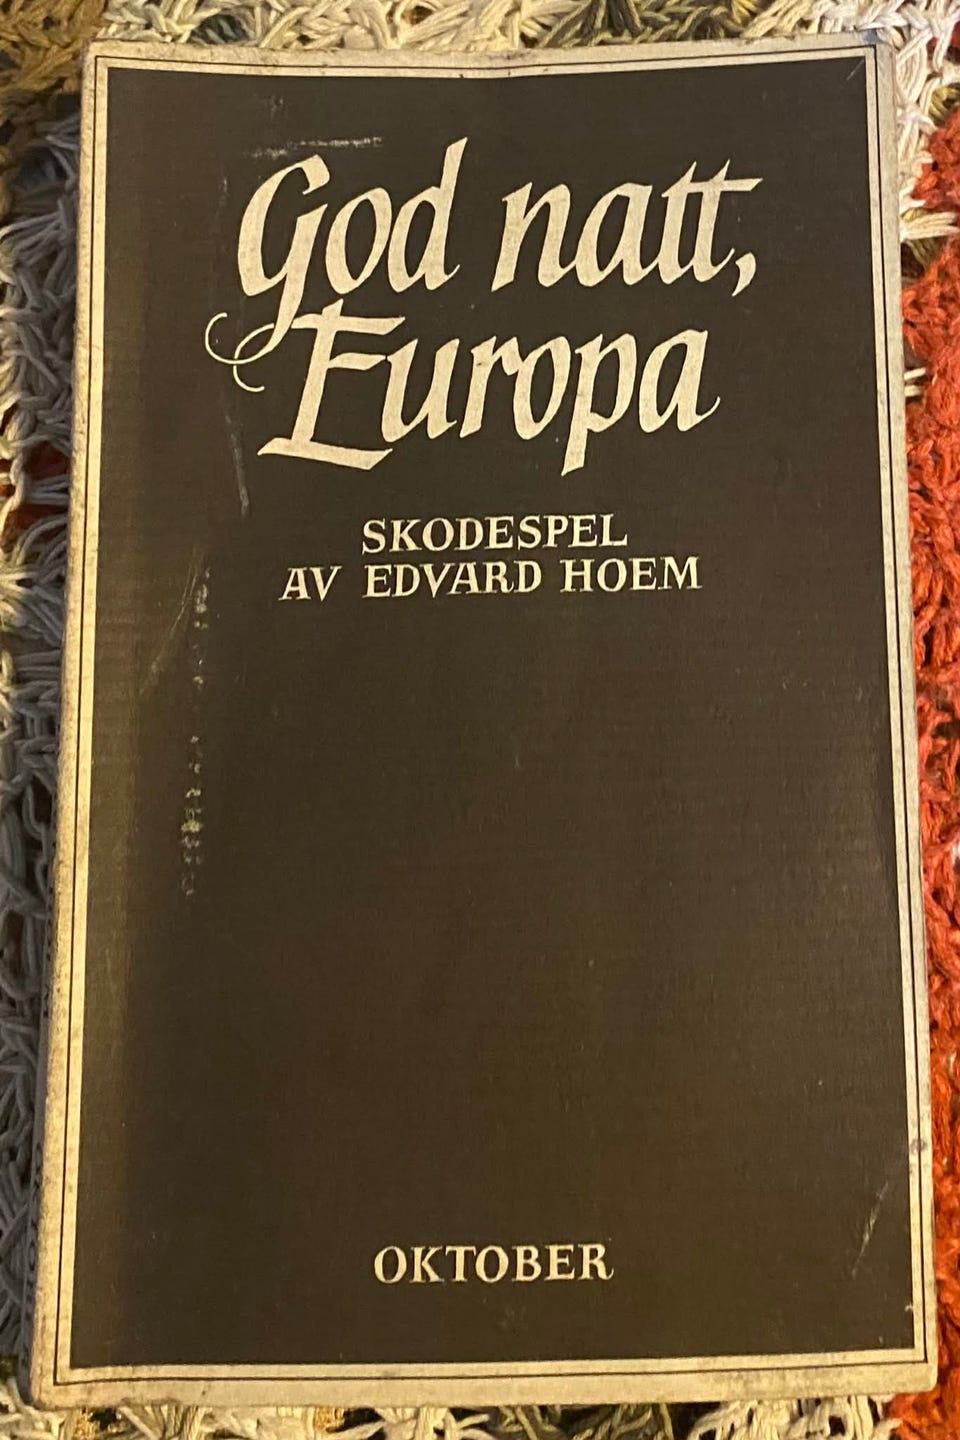 God natt,
Europa
SKODESPEL
AV EDVARD HOEM
OKTOBER